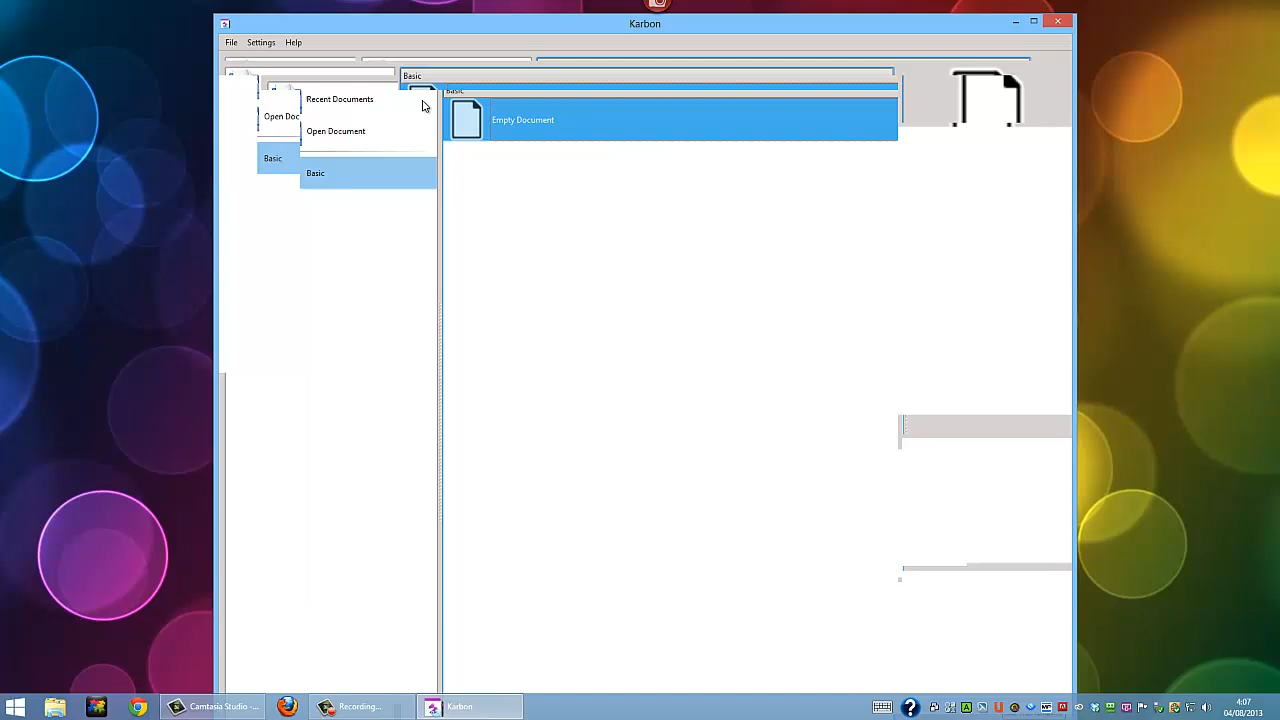 Karbon
File Settings Help
Basic
Basic
Recent Documents
Open Doc
Open Document
Empty Document
Basic
Basic
Camtasia Studio -...
Recording...
Karbon
4:07
04/08/2013